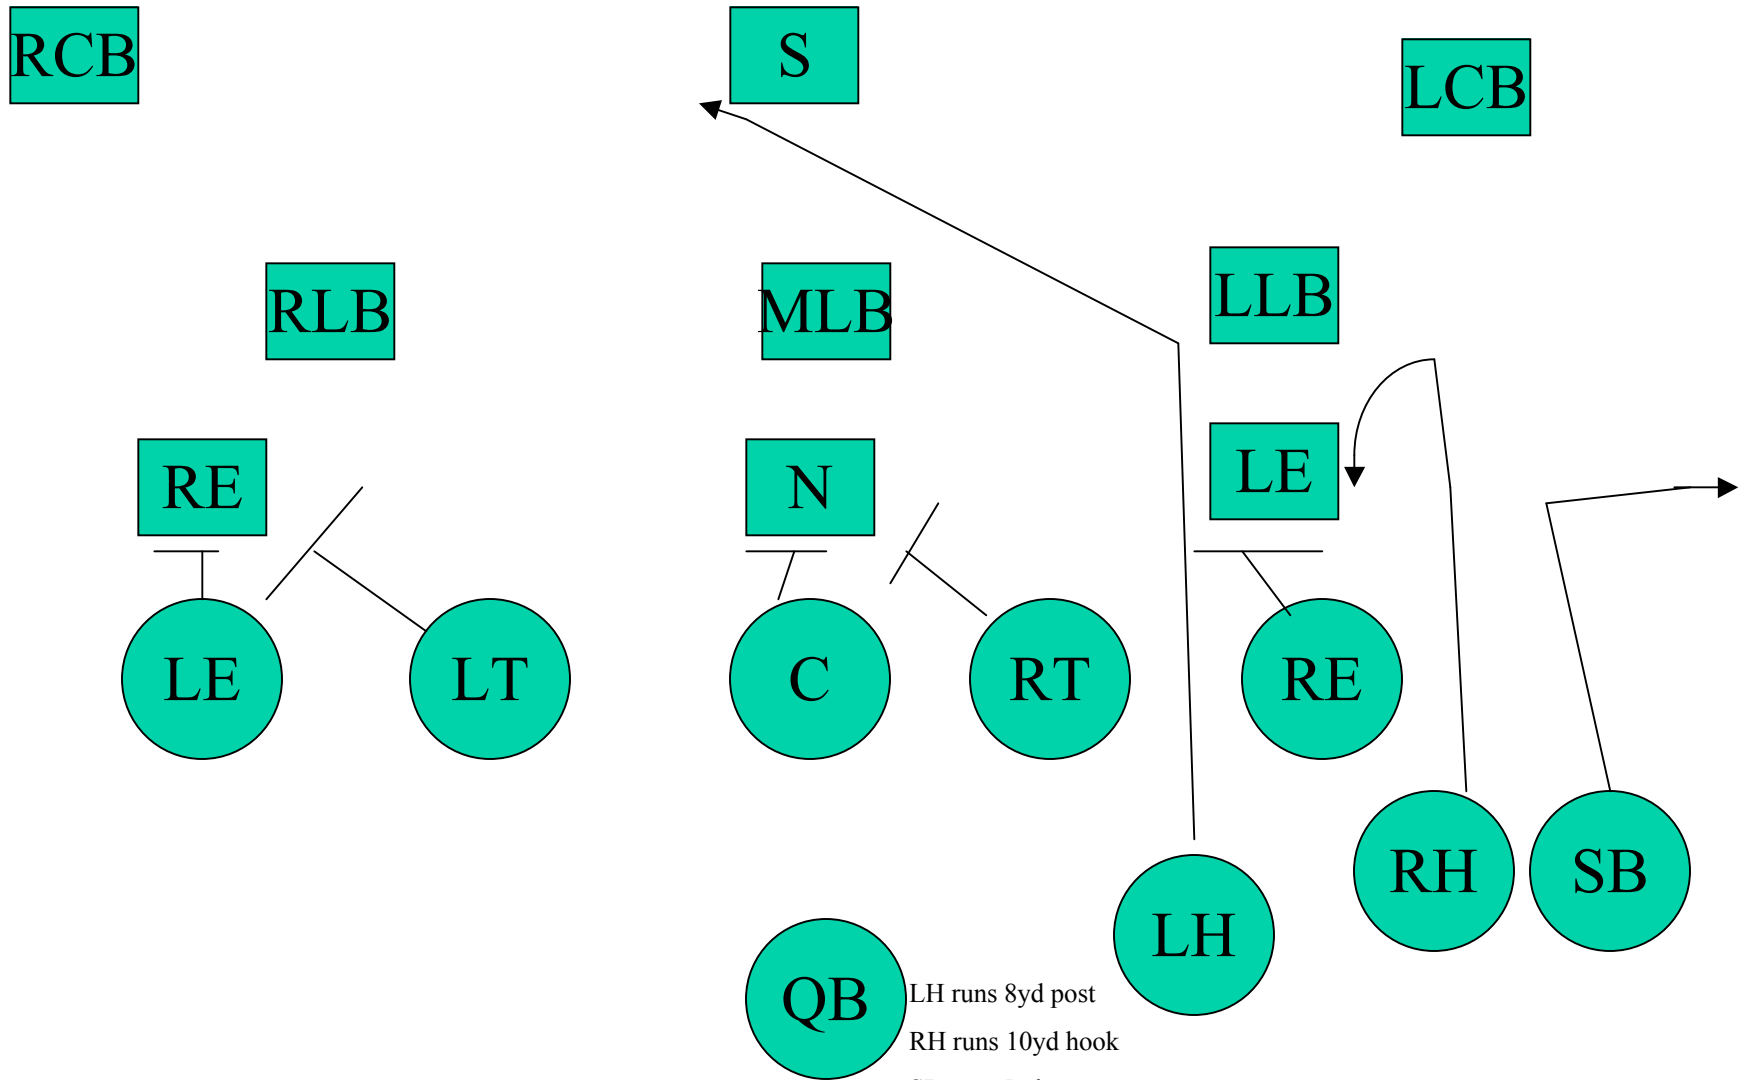 RCB
S
LCB
RLB
MLB
LLB
RE
N
LE
LE
LT
C
RT
RE
RH
SB
LH
QB
LH runs 8yd post
RH runs 10yd hook